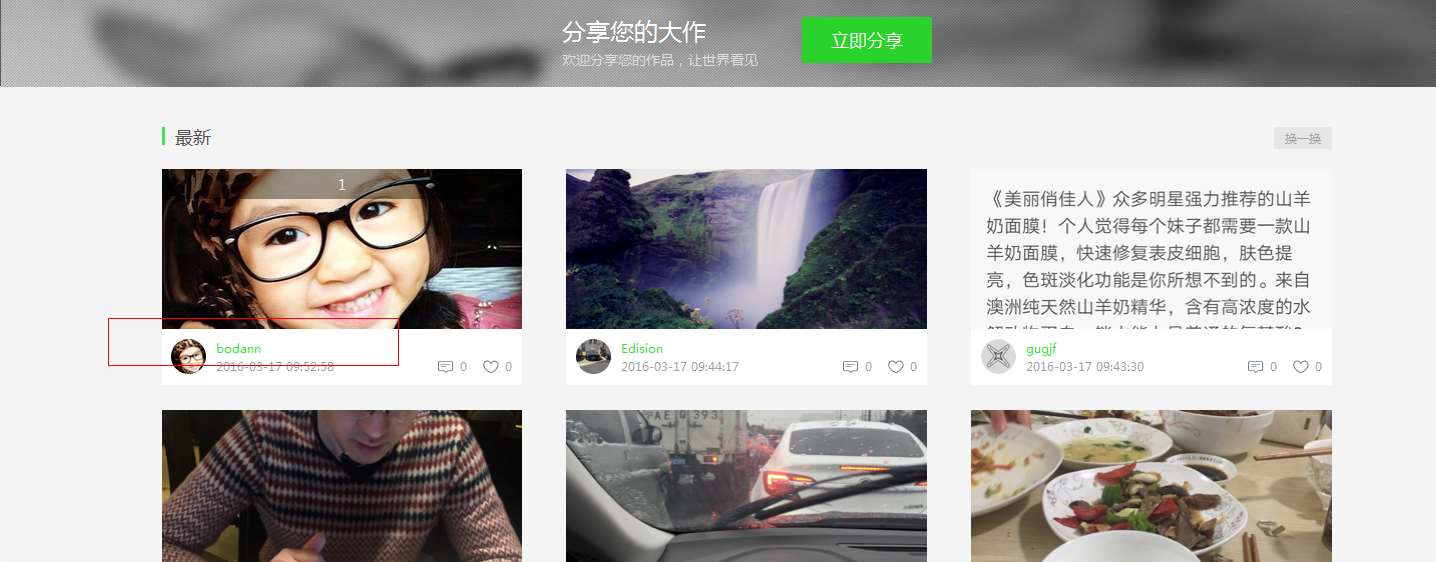 分享您的大作
立即分享
欢迎分享您的作品，让世界看见
最新
换一换
1
《美丽俏佳人》众多明星强力推荐的山羊
奶面膜！个人觉得每个妹子都需要一款山
羊奶面膜，快速修复表皮细胞，肤色提
亮，色斑淡化功能是你所想不到的。来自
澳洲纯天然山羊奶精华，含有高浓度的水
bodann
2016-03-17 09:52:58
0
0
Edision
2016-03-17 09:44:17
0
0
gugjf
2016-03-17 09:43:30
0
0